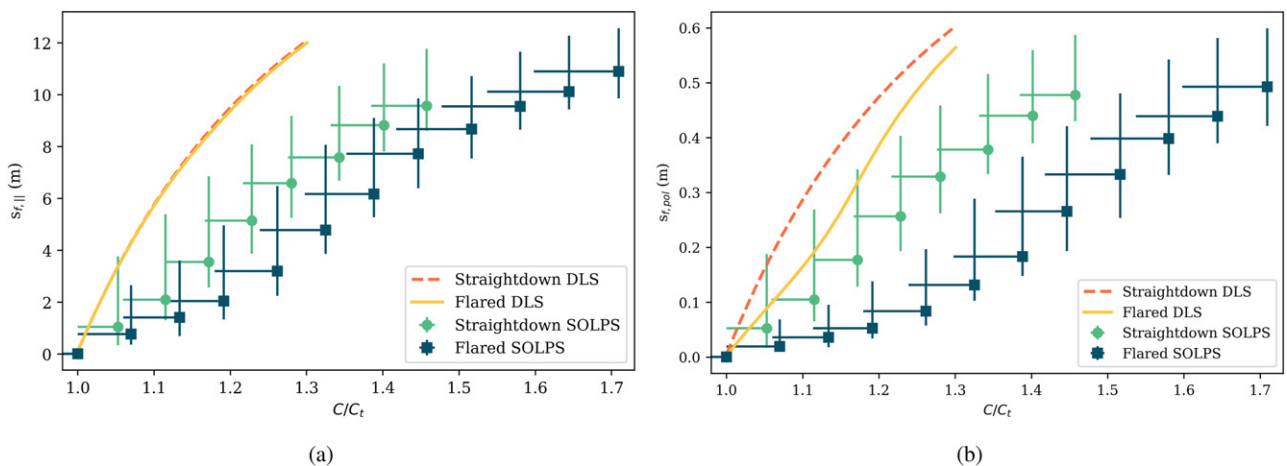 12
10
8
6
4
2
0
s_{f,||} (m)
1.0 1.1 1.2 1.3 1.4 1.5 1.6 1.7
C/C_t
Straightdown DLS
Flared DLS
Straightdown SOLPS
Flared SOLPS
(a)
0.6
0.5
0.4
0.3
0.2
0.1
0.0
s_{f,pol} (m)
1.0 1.1 1.2 1.3 1.4 1.5 1.6 1.7
C/C_t
Straightdown DLS
Flared DLS
Straightdown SOLPS
Flared SOLPS
(b)